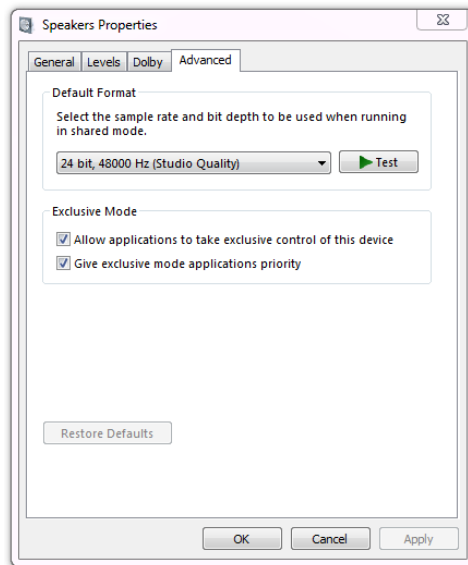 Speakers Properties
General Levels Dolby Advanced
Default Format
Select the sample rate and bit depth to be used when running
in shared mode.
24 bit, 48000 Hz (Studio Quality) Test
Exclusive Mode
Allow applications to take exclusive control of this device
Give exclusive mode applications priority
Restore Defaults
OK Cancel Apply